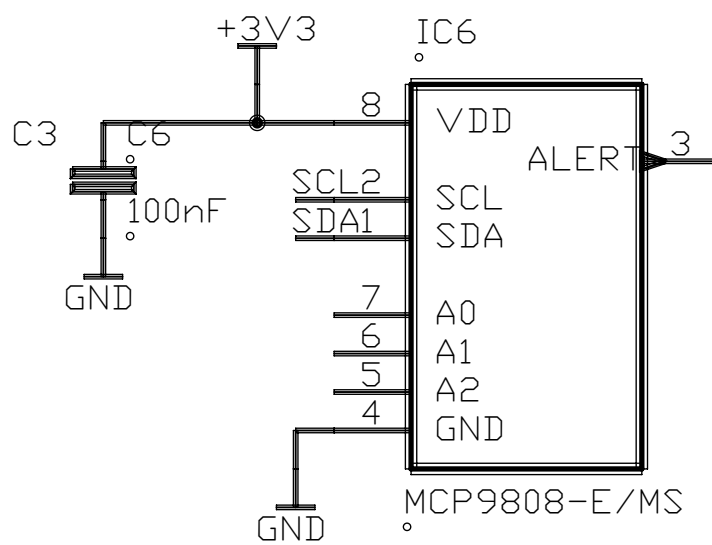 +3V3
IC6
C3
C6
8
VDD
ALERT
3
SCL2
SCL
100nF
SDA1
SDA
GND
7
A0
6
A1
5
A2
4
GND
MCP9808-E/MS
GND